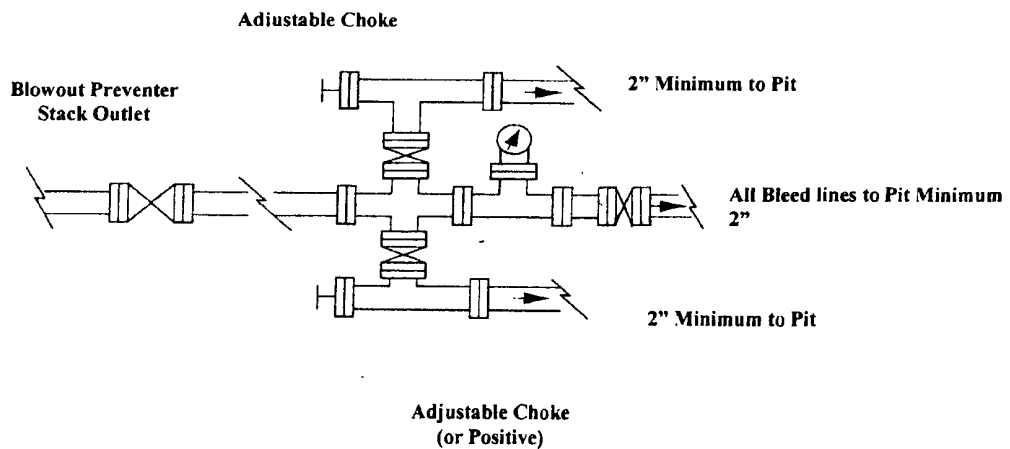 Adjustable Choke
Blowout Preventer
Stack Outlet
2” Minimum to Pit
All Bleed lines to Pit Minimum
2”
2” Minimum to Pit
Adjustable Choke
(or Positive)